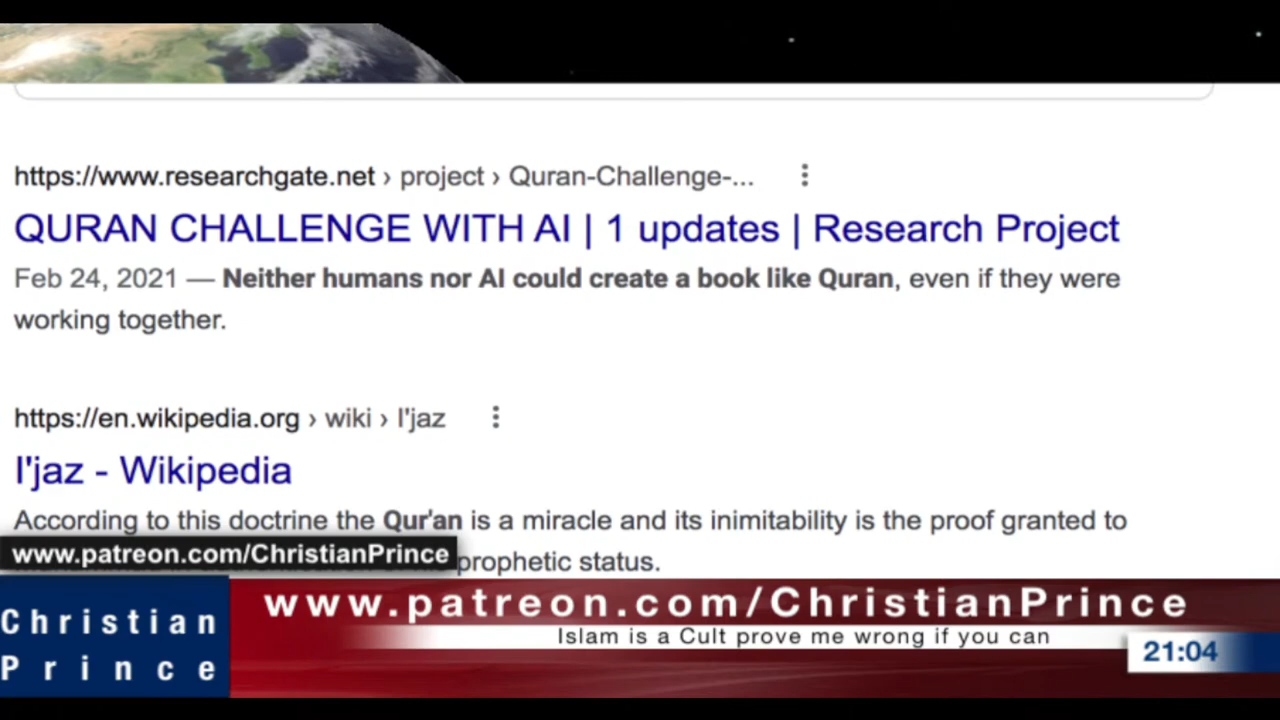 https://www.researchgate.net › project › Quran-Challenge-...
QURAN CHALLENGE WITH AI | 1 updates | Research Project
Feb 24, 2021 — Neither humans nor AI could create a book like Quran, even if they were
working together.
https://en.wikipedia.org › wiki › I'jaz
I'jaz - Wikipedia
According to this doctrine the Qur'an is a miracle and its inimitability is the proof granted to
prophetic status.
www.patreon.com/ChristianPrince
www.patreon.com/ChristianPrince
Islam is a Cult prove me wrong if you can
Christian
Prince
21:04